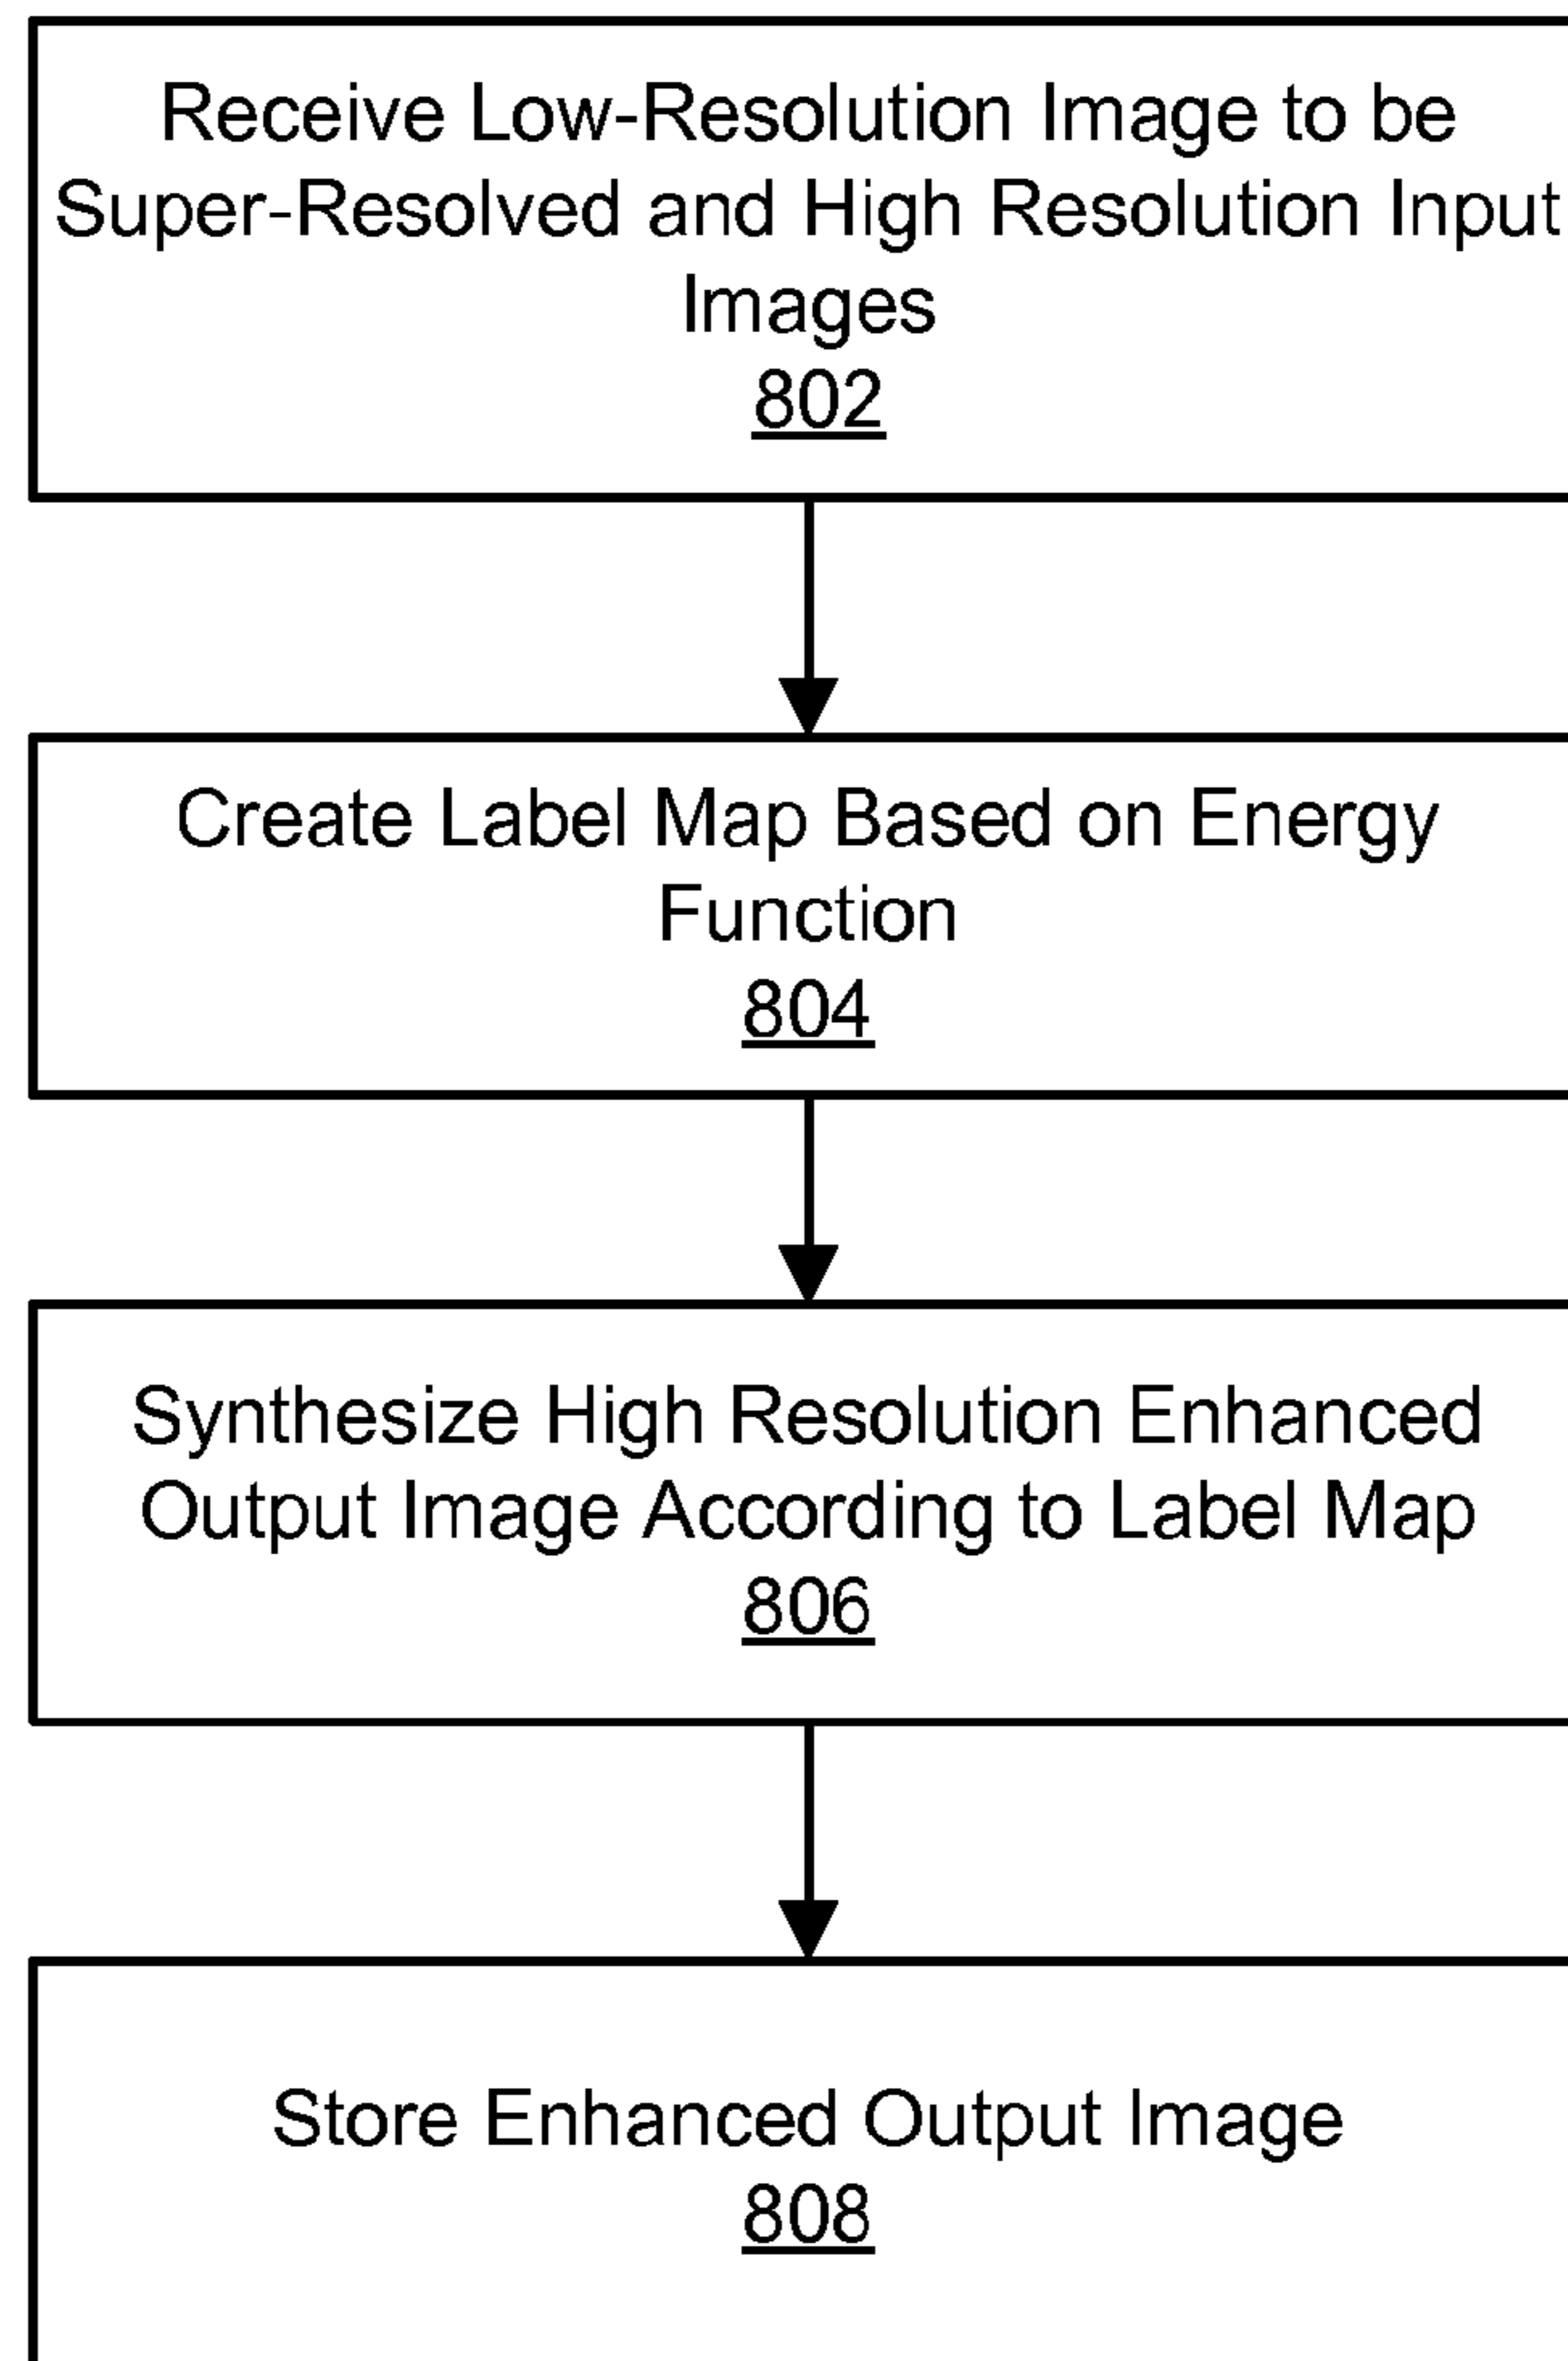 Receive Low-Resolution Image to be
Super-Resolved and High Resolution Input
Images
802
Create Label Map Based on Energy
Function
804
Synthesize High Resolution Enhanced
Output Image According to Label Map
806
Store Enhanced Output Image
808